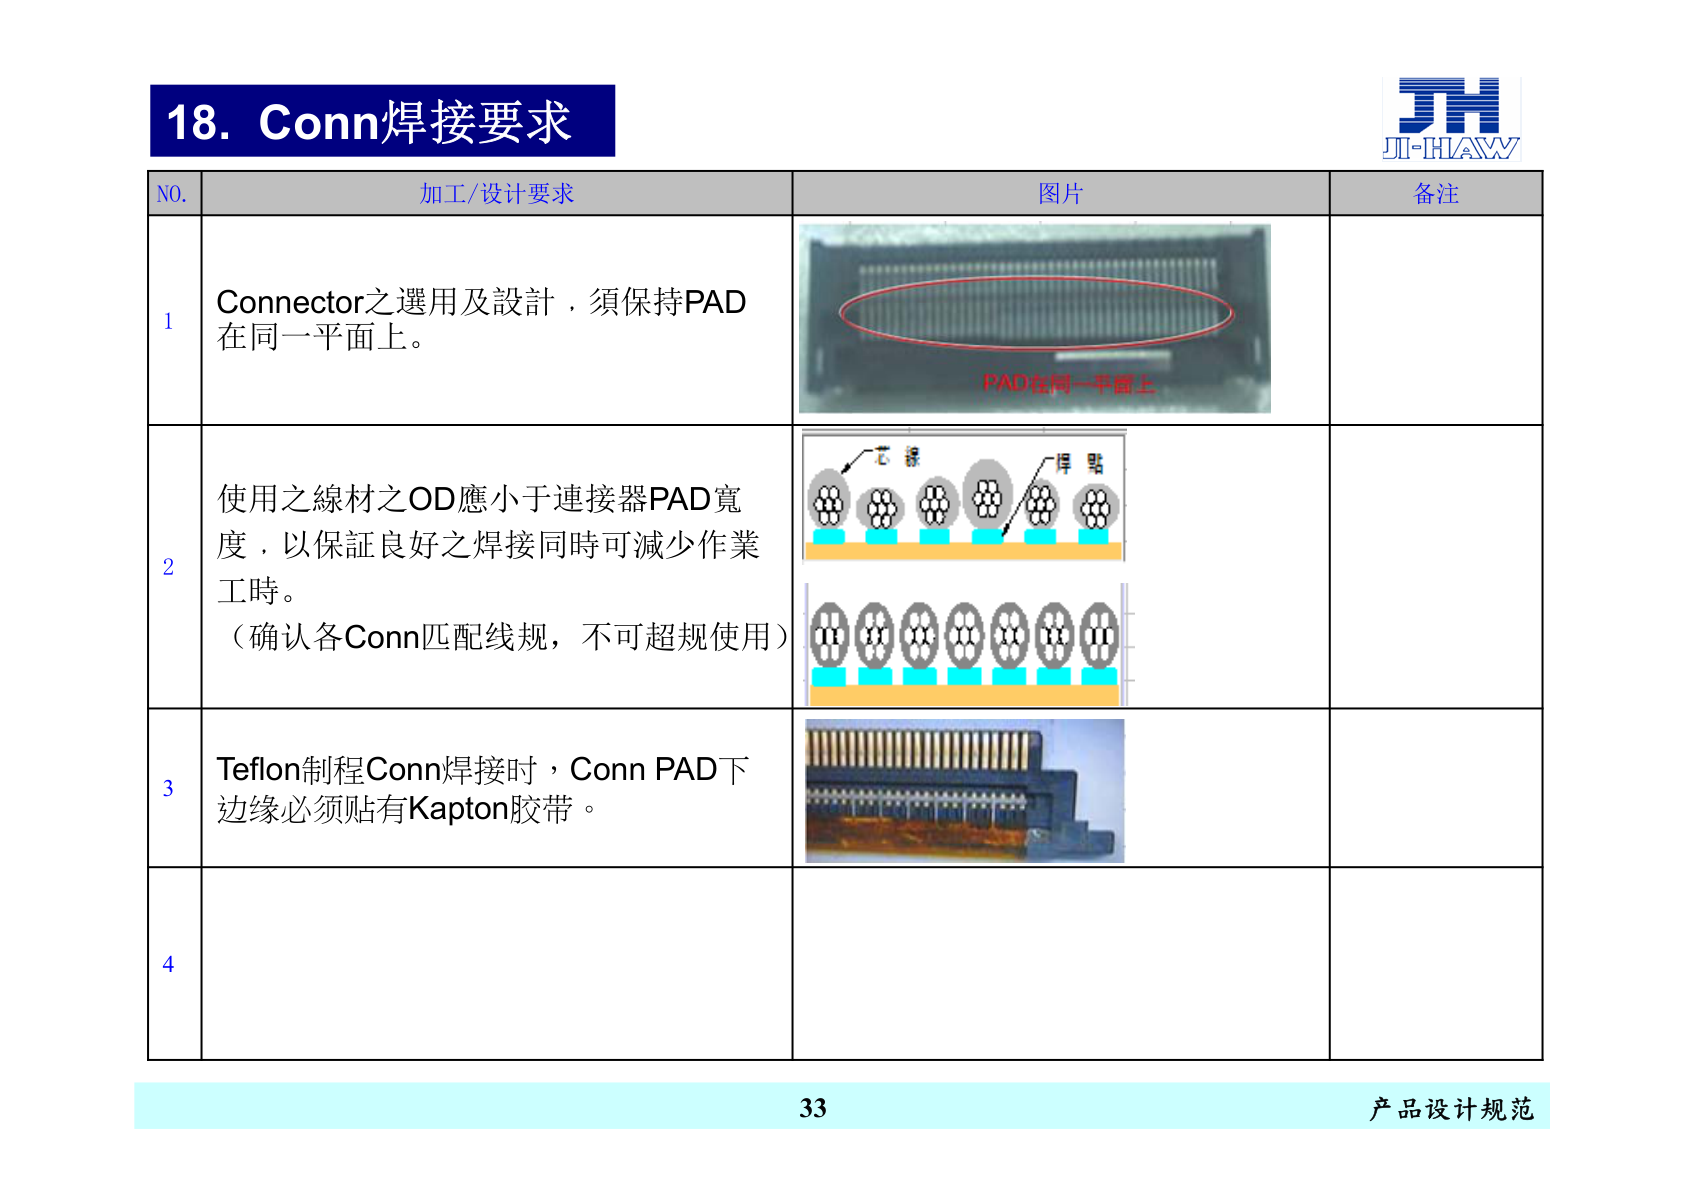 18. Conn焊接要求
JH
JI-HAW
NO. 加工/设计要求 图片 备注
1
Connector之選用及設計，須保持PAD
在同一平面上。
PAD在同一平面上
2
使用之線材之OD應小于連接器PAD寬
度，以保証良好之焊接同時可減少作業
工時。
（确认各Conn匹配线规，不可超规使用）
芯 線
焊 點
3
Teflon制程Conn焊接时，Conn PAD下
边缘必须贴有Kapton胶带。
4
33
产品设计规范